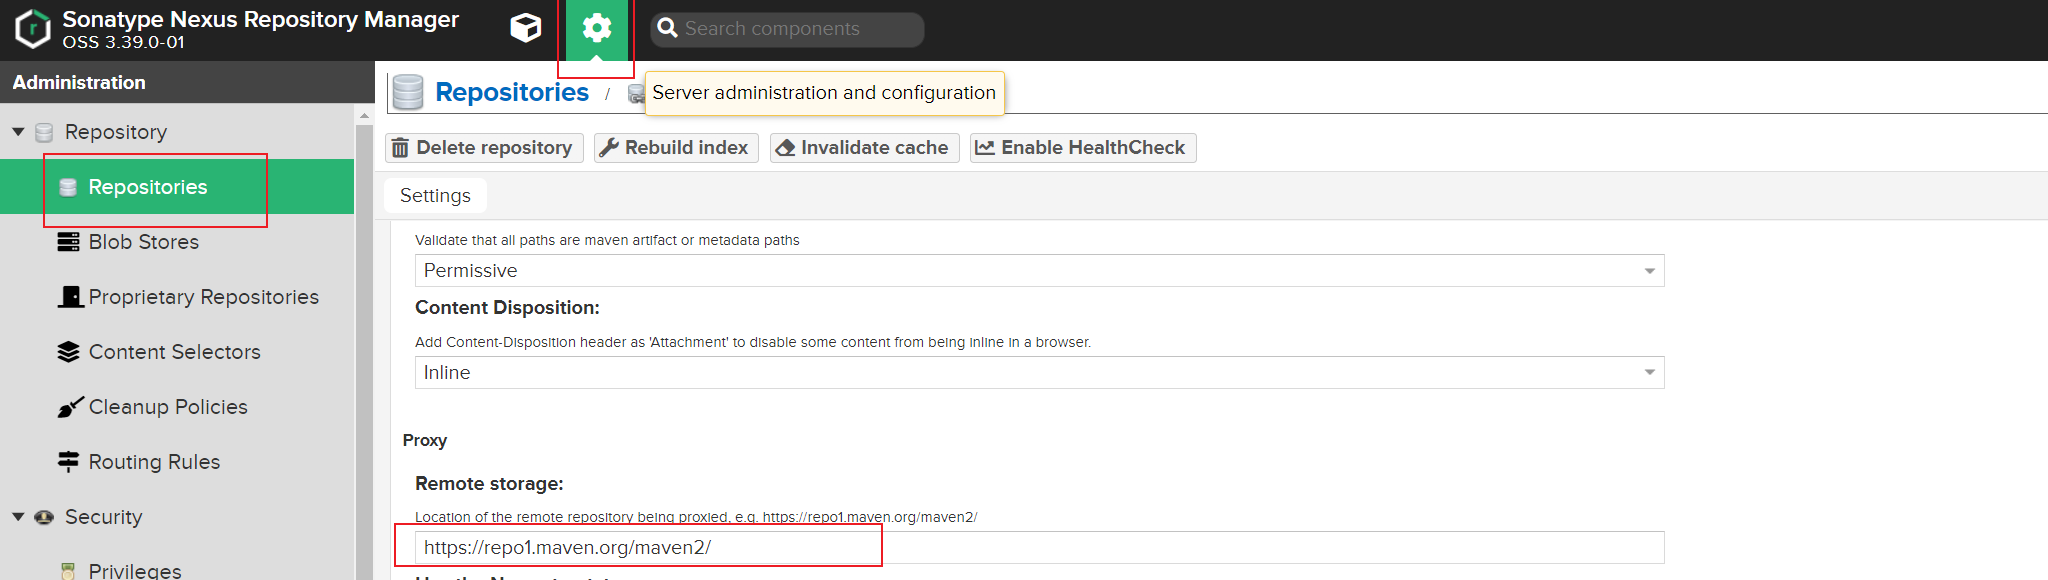 Sonatype Nexus Repository Manager
OSS 3.39.0-01
Search components
Administration
Repositories / Server administration and configuration
Repository
Delete repository Rebuild index Invalidate cache Enable HealthCheck
Repositories
Settings
Blob Stores
Validate that all paths are maven artifact or metadata paths
Permissive
Proprietary Repositories
Content Disposition:
Add Content-Disposition header as 'Attachment' to disable some content from being inline in a browser.
Content Selectors
Inline
Cleanup Policies
Proxy
Routing Rules
Remote storage:
Security
Location of the remote repository being proxied, e.g. https://repo1.maven.org/maven2/
https://repo1.maven.org/maven2/
Privileges